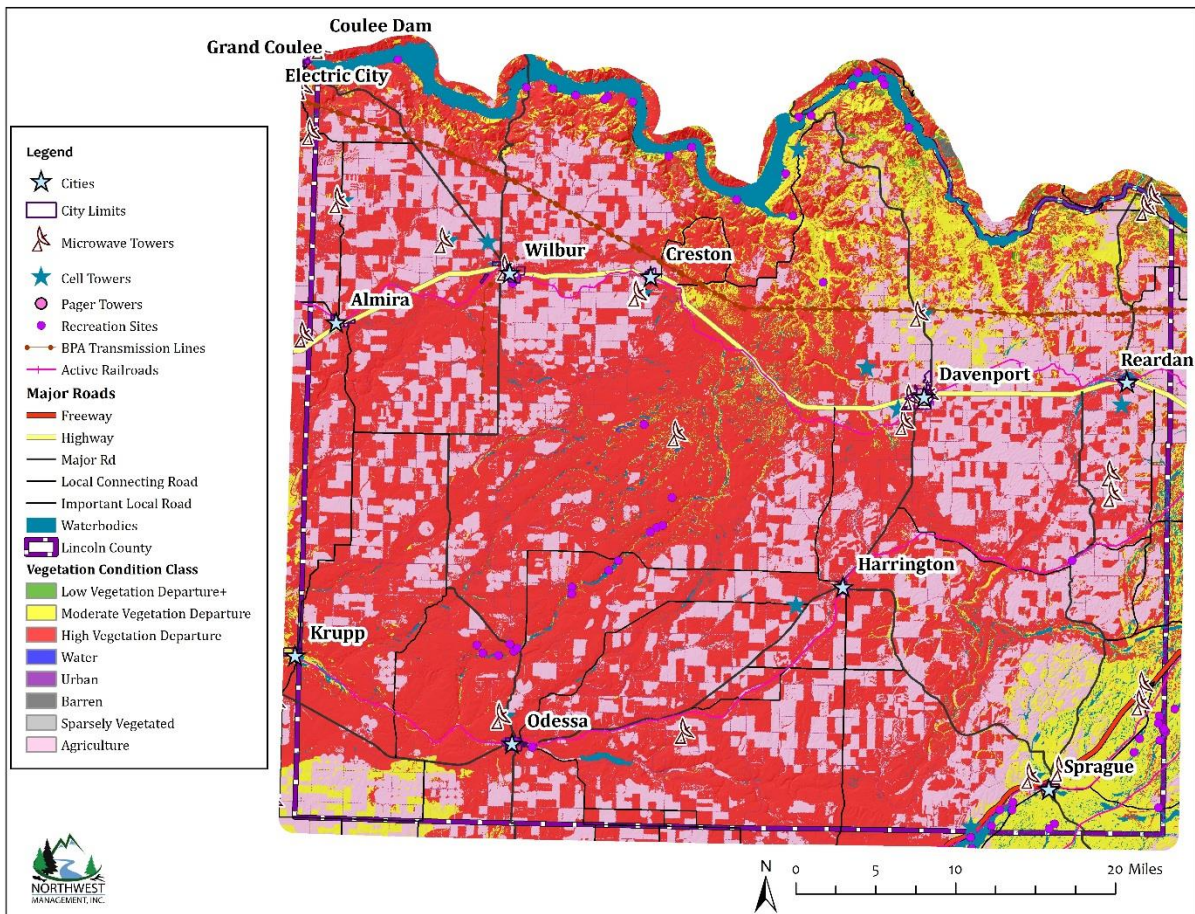 Coulee Dam
Grand Coulee
Electric City
Legend
Cities
City Limits
Microwave Towers
Cell Towers
Pager Towers
Recreation Sites
BPA Transmission Lines
Active Railroads
Major Roads
Freeway
Highway
Major Rd
Local Connecting Road
Important Local Road
Waterbodies
Lincoln County
Vegetation Condition Class
Low Vegetation Departure+
Moderate Vegetation Departure
High Vegetation Departure
Water
Urban
Barren
Sparsely Vegetated
Agriculture
Wilbur
Creston
Almira
Reardan
Davenport
Harrington
Krupp
Odessa
Sprague
NORTHWEST
MANAGEMENT, INC.
N
0 5 10 20 Miles